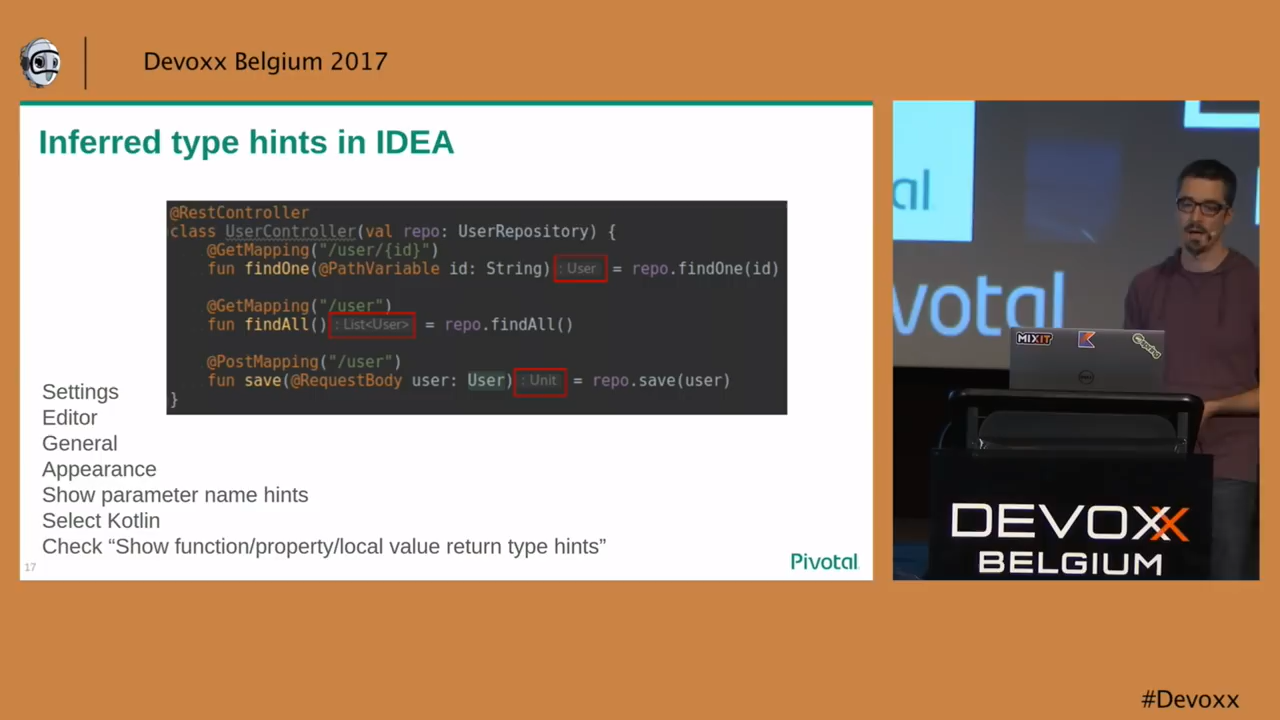 Devoxx Belgium 2017
Inferred type hints in IDEA
@RestController
class UserController(val repo: UserRepository) {
@GetMapping("/user/{id}")
fun findOne(@PathVariable id: String) : User = repo.findOne(id)
@GetMapping("/user")
fun findAll() : List<User> = repo.findAll()
@PostMapping("/user")
fun save(@RequestBody user: User) : Unit = repo.save(user)
}
Settings
Editor
General
Appearance
Show parameter name hints
Select Kotlin
Check “Show function/property/local value return type hints”
17
Pivotal
al
votal
MIXIT
DEVOXX
BELGIUM
#Devoxx